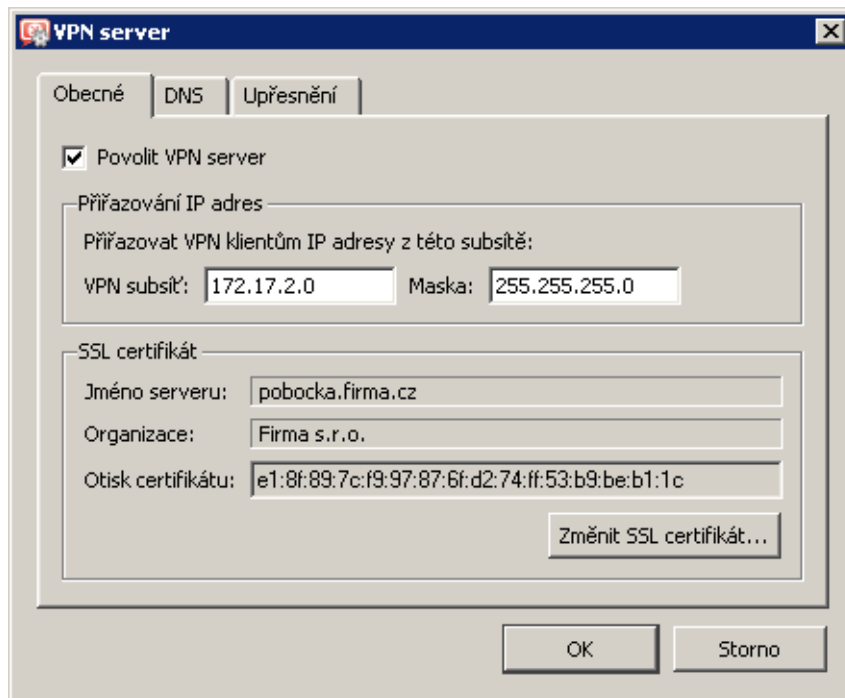 VPN server
Obecné DNS Upřesnění
Povolit VPN server
Přiřazování IP adres
Přiřazovat VPN klientům IP adresy z této subsítě:
VPN subsíť: 172.17.2.0 Maska: 255.255.255.0
SSL certifikát
Jméno serveru: pobocka.firma.cz
Organizace: Firma s.r.o.
Otisk certifikátu: e1:8f:89:7c:f9:97:87:6f:d2:74:ff:53:b9:be:b1:1c
Změnit SSL certifikát...
OK Storno